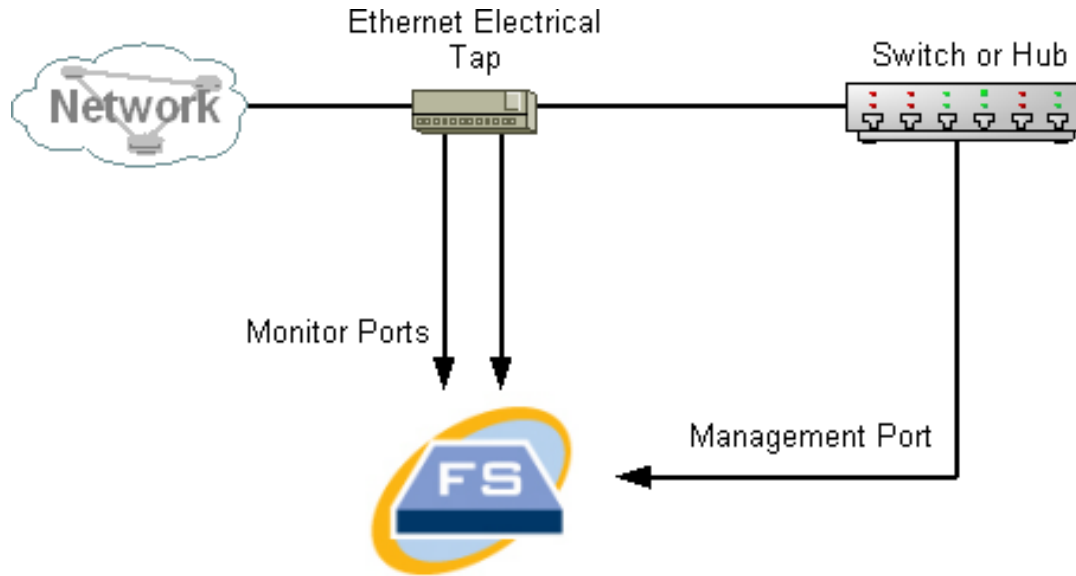 Ethernet Electrical
Tap
Switch or Hub
Network
Monitor Ports
Management Port
FS